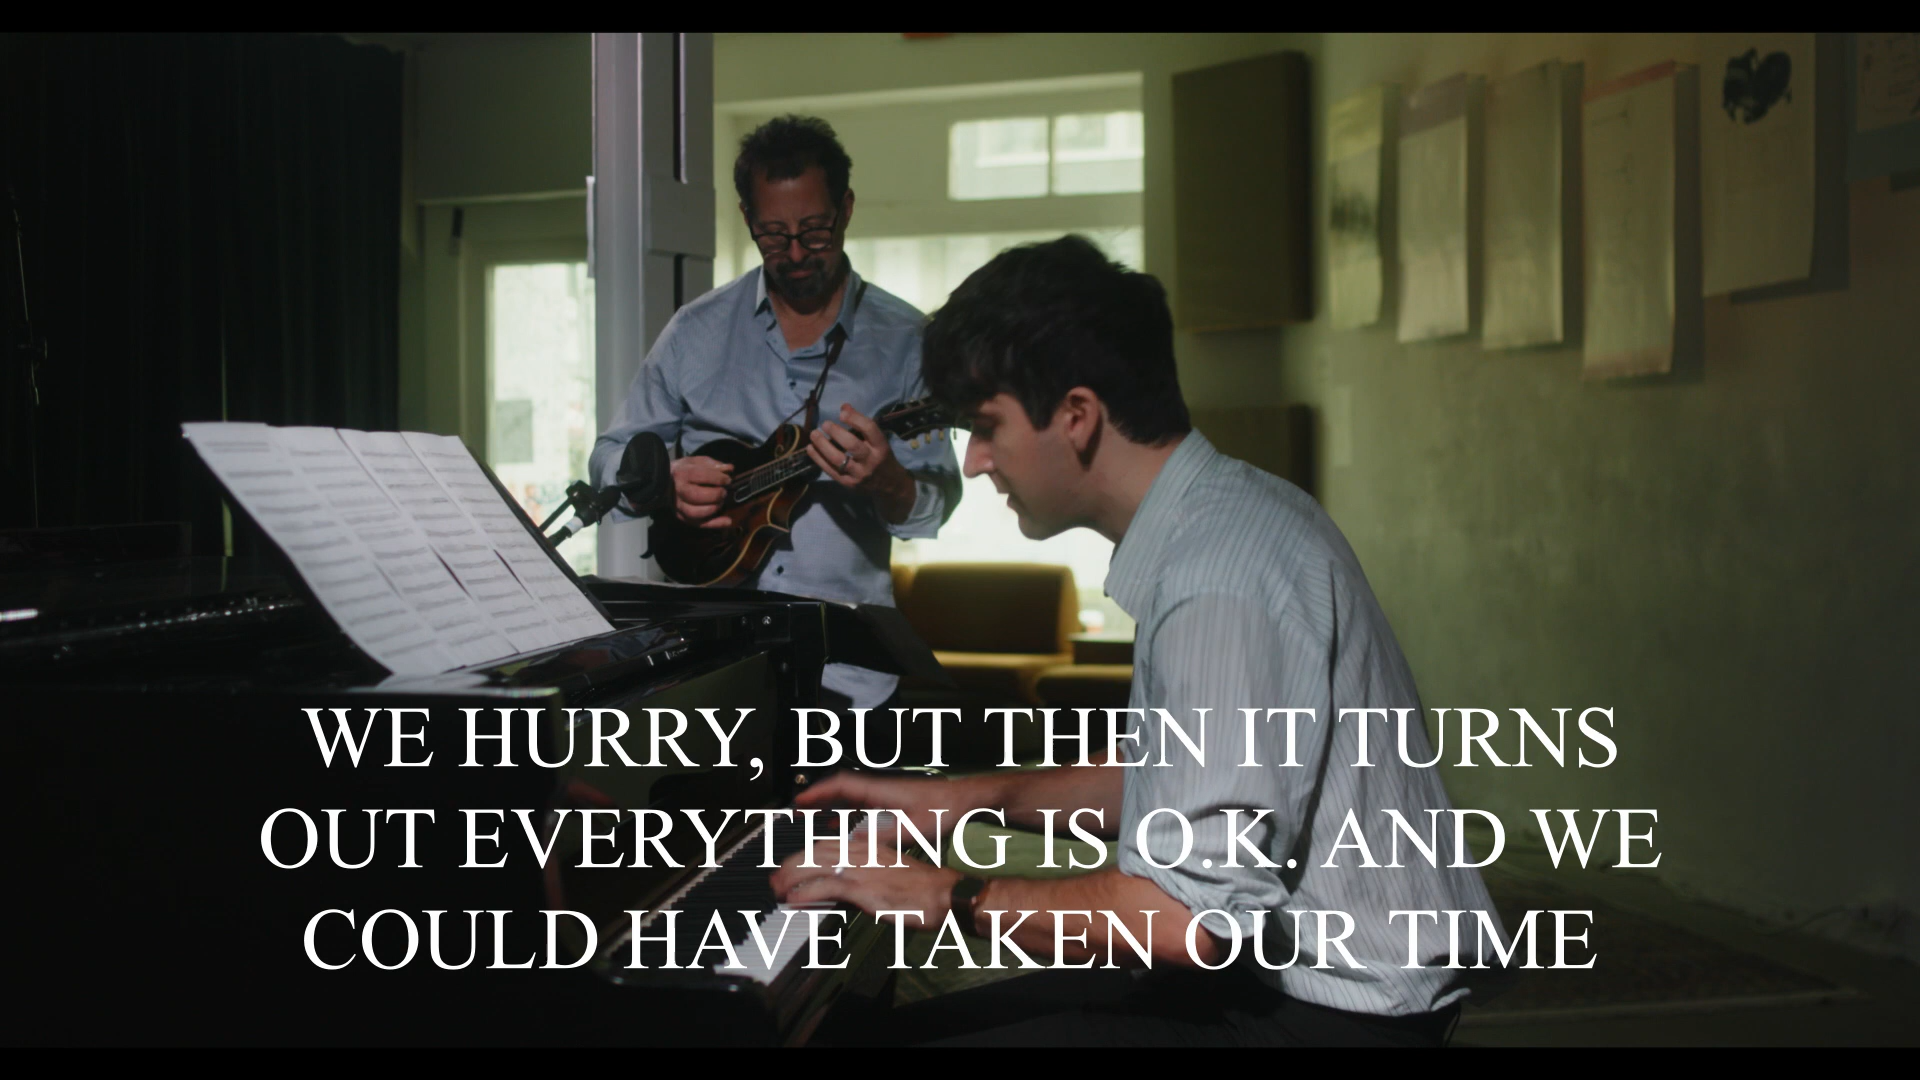 WE HURRY, BUT THEN IT TURNS
OUT EVERYTHING IS O.K. AND WE
COULD HAVE TAKEN OUR TIME